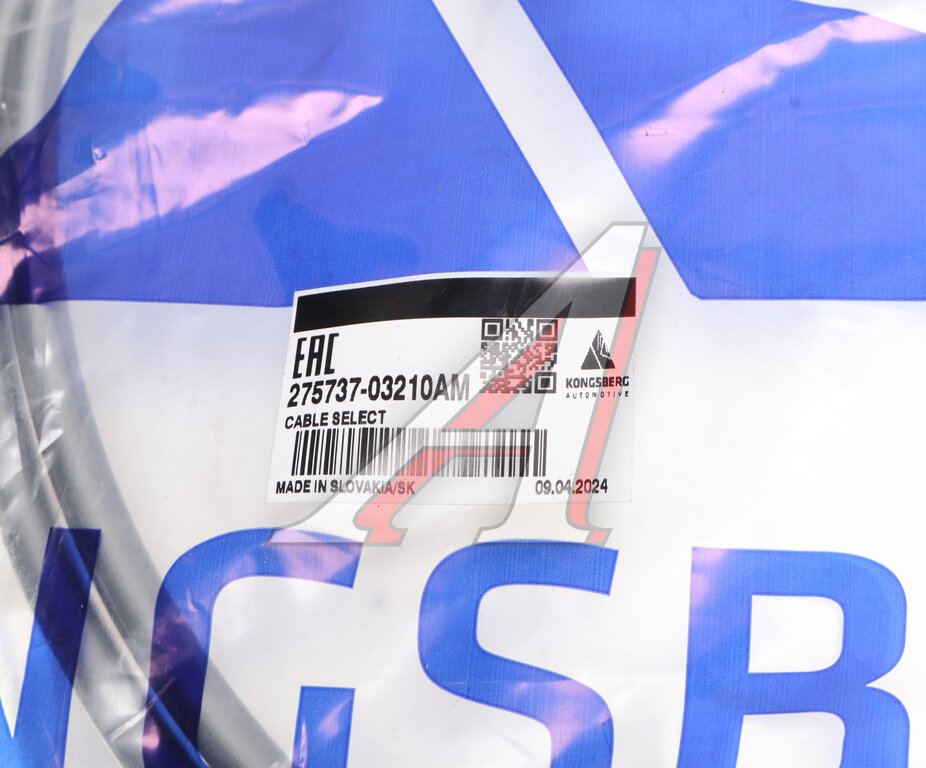 EAC
275737-03210AM
KONGSBERG
AUTOMOTIVE
CABLE SELECT
MADE IN SLOVAKIA/SK
09.04.2024
NGSB